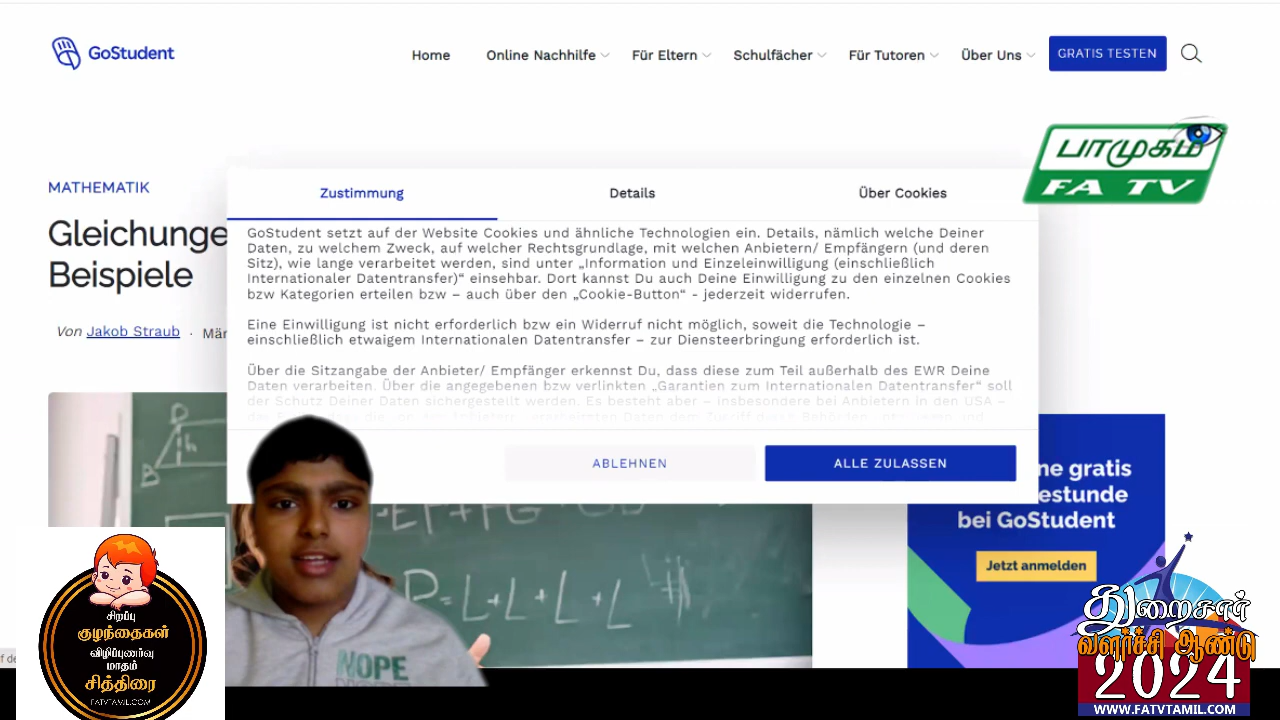 GoStudent
Home
Online Nachhilfe
Für Eltern
Schulfächer
Für Tutoren
Über Uns
GRATIS TESTEN
பாமுகம்
FA TV
MATHEMATIK
Gleichunge
Beispiele
Von Jakob Straub · Mär
Zustimmung
Details
Über Cookies
GoStudent setzt auf der Website Cookies und ähnliche Technologien ein. Details, nämlich welche Deiner
Daten, zu welchem Zweck, auf welcher Rechtsgrundlage, mit welchen Anbietern/ Empfängern (und deren
Sitz), wie lange verarbeitet werden, sind unter „Information und Einzeleinwilligung (einschließlich
Internationaler Datentransfer)“ einsehbar. Dort kannst Du auch Deine Einwilligung zu den einzelnen Cookies
bzw Kategorien erteilen bzw – auch über den „Cookie-Button“ - jederzeit widerrufen.
Eine Einwilligung ist nicht erforderlich bzw ein Widerruf nicht möglich, soweit die Technologie –
einschließlich etwaigem Internationalen Datentransfer – zur Diensteerbringung erforderlich ist.
Über die Sitzangabe der Anbieter/ Empfänger erkennst Du, dass diese zum Teil außerhalb des EWR Deine
Daten verarbeiten. Über die angegebenen bzw verlinkten „Garantien zum Internationalen Datentransfer“ soll
der Schutz Deiner Daten sichergestellt werden. Es besteht aber – insbesondere bei Anbietern in den USA –
ABLEHNEN
ALLE ZULASSEN
D
h
B
P= L+L+L+L
ne gratis
estunde
bei GoStudent
Jetzt anmelden
NOPE
சிறப்பு
குழந்தைகள்
விழிப்புணர்வு
மாதம்
சித்திரை
FATVTAMIL.COM
துறைசார்
வளர்ச்சி ஆண்டு
2024
WWW.FATVTAMIL.COM